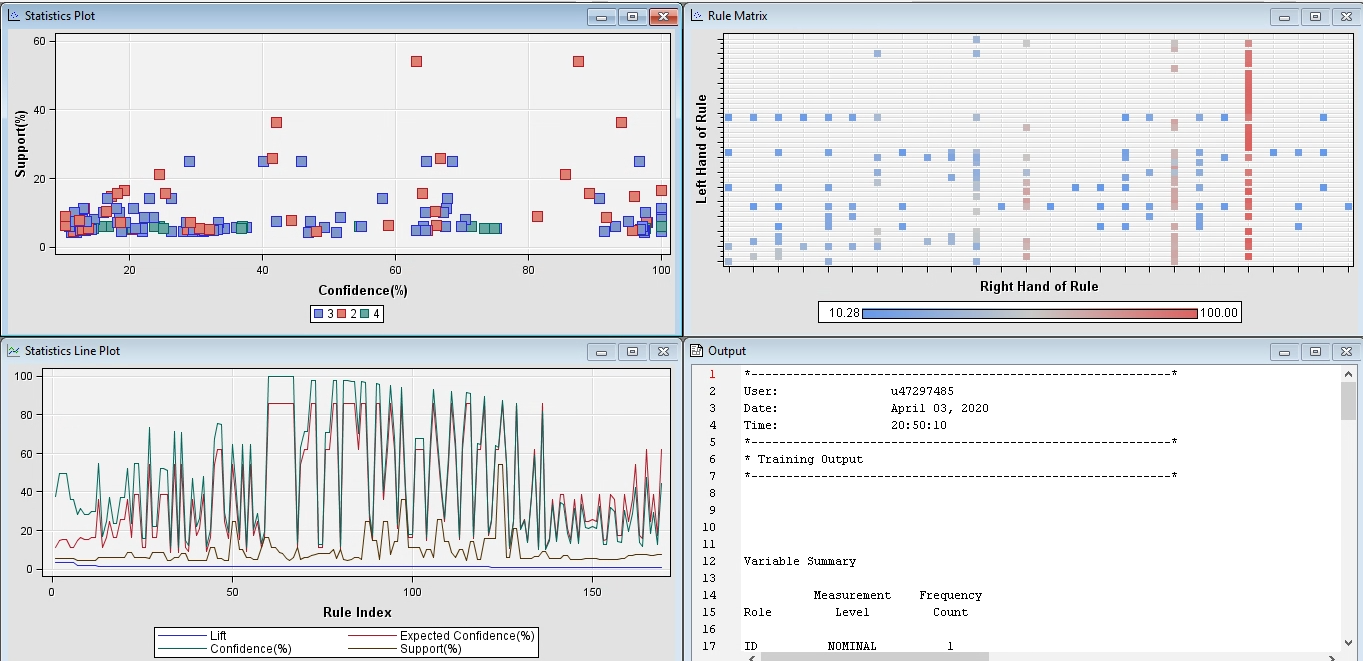 Statistics Plot
60
40
20
0
Support(%)
20
40
60
80
100
Confidence(%)
3 2 4
Rule Matrix
Left Hand of Rule
Right Hand of Rule
10.28 100.00
Statistics Line Plot
100
80
60
40
20
0
0
50
100
150
Rule Index
Lift Expected Confidence(%)
Confidence(%) Support(%)
Output
1 *------------------------------------------------------------*
2 User: u47297485
3 Date: April 03, 2020
4 Time: 20:50:10
5 *------------------------------------------------------------*
6 * Training Output
7 *------------------------------------------------------------*
8
9
10
11
12 Variable Summary
13
14 Measurement Frequency
15 Role Level Count
16
17 ID NOMINAL 1